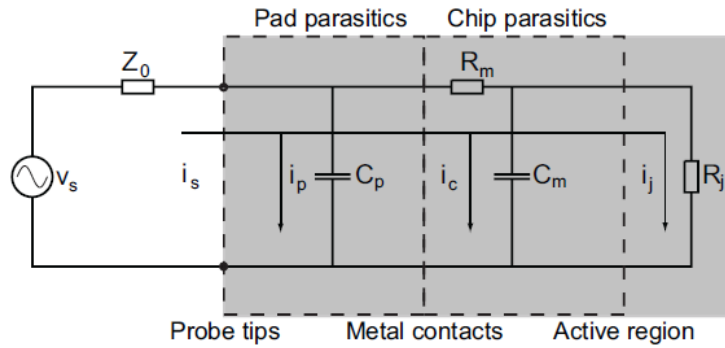 Pad parasitics Chip parasitics
Z0 Rm
vs is ip Cp ic Cm ij Rj
Probe tips Metal contacts Active region